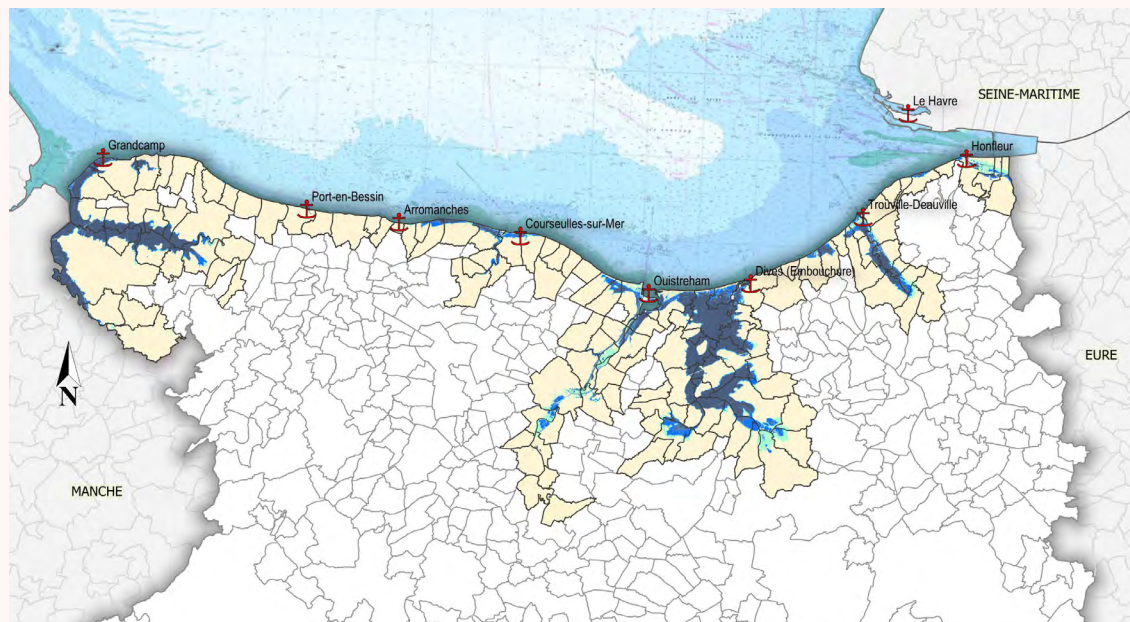 Le Havre
SEINE-MARITIME
Grandcamp
Honfleur
Port-en-Bessin
Arromanches
Trouville-Deauville
Courseulles-sur-Mer
Ouistreham
Dives (Embouchure)
EURE
N
MANCHE